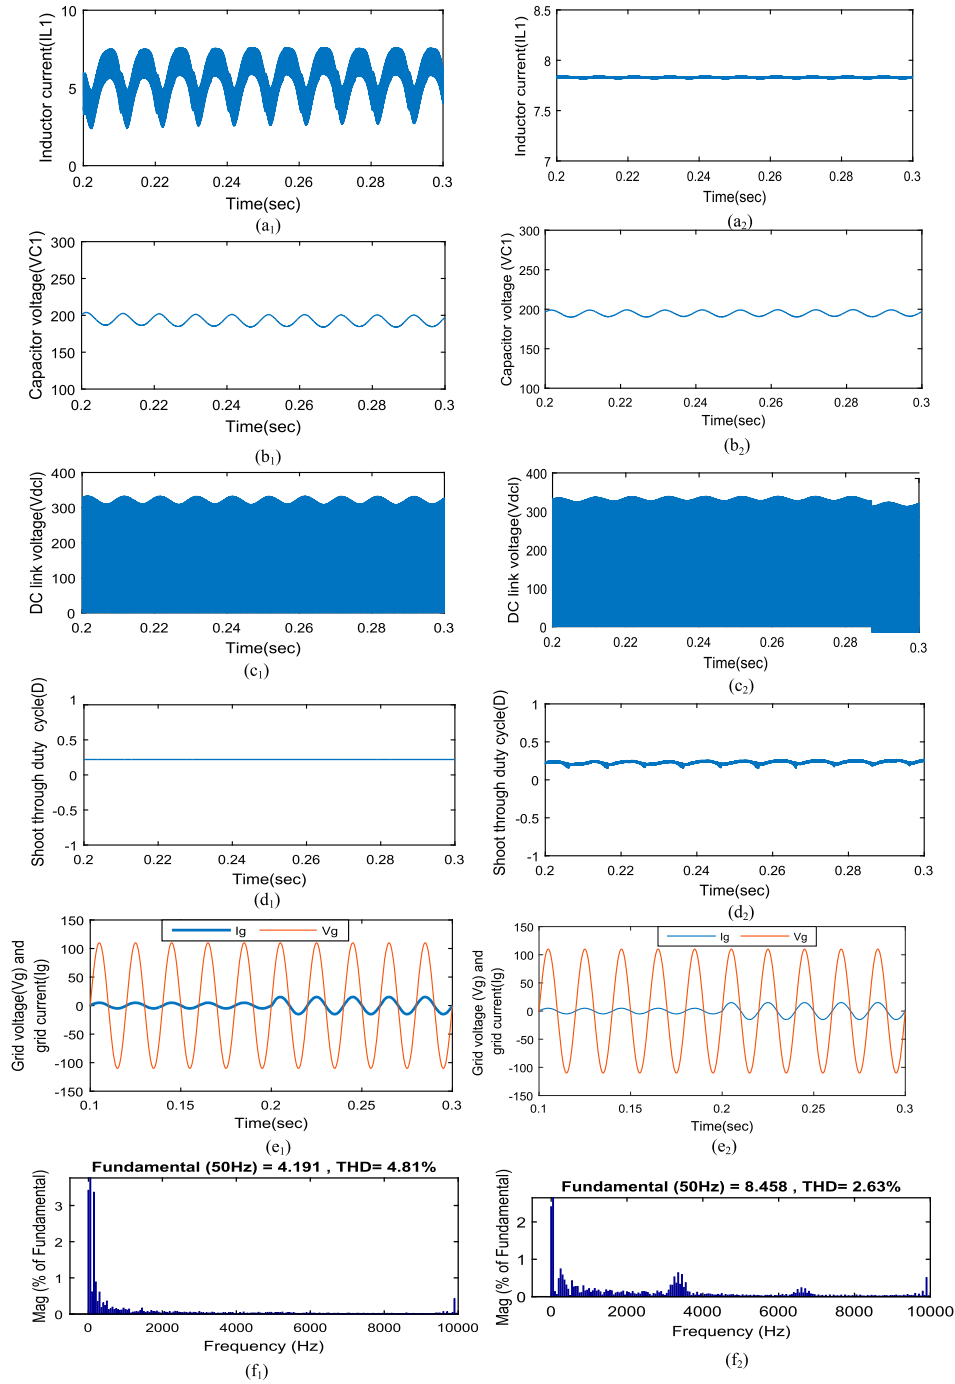 10
5
0
Inductor current(IL1)
0.2 0.22 0.24 0.26 0.28 0.3
Time(sec)
(a1)
8.5
8
7.5
7
Inductor current(IL1)
0.2 0.22 0.24 0.26 0.28 0.3
Time(sec)
(a2)
300
250
200
150
100
Capacitor voltage(VC1)
0.2 0.22 0.24 0.26 0.28 0.3
Time(sec)
(b1)
300
250
200
150
100
Capacitor voltage (VC1)
0.2 0.22 0.24 0.26 0.28 0.3
Time(sec)
(b2)
400
300
200
100
0
DC link voltage(Vdcl)
0.2 0.22 0.24 0.26 0.28 0.3
Time(sec)
(c1)
400
300
200
100
0
DC link voltage(Vdcl)
0.2 0.22 0.24 0.26 0.28 0.3
Time(sec)
(c2)
1
0.5
0
-0.5
-1
Shoot through duty cycle(D)
0.2 0.22 0.24 0.26 0.28 0.3
Time(sec)
(d1)
1
0.5
0
-0.5
-1
Shoot through duty cycle(D)
0.2 0.22 0.24 0.26 0.28 0.3
Time(sec)
(d2)
150
100
50
0
-50
-100
-150
Grid voltage(Vg) and
grid current(Ig)
Ig Vg
0.1 0.15 0.2 0.25 0.3
Time(sec)
(e1)
150
100
50
0
-50
-100
-150
Grid voltage (Vg) and
grid current(Ig)
Ig Vg
0.1 0.15 0.2 0.25 0.3
Time(sec)
(e2)
Fundamental (50Hz) = 4.191 , THD= 4.81%
3
2
1
0
Mag (% of Fundamental)
0 2000 4000 6000 8000 10000
Frequency (Hz)
(f1)
Fundamental (50Hz) = 8.458 , THD= 2.63%
2
1
0
Mag (% of Fundamental)
0 2000 4000 6000 8000 10000
Frequency (Hz)
(f2)